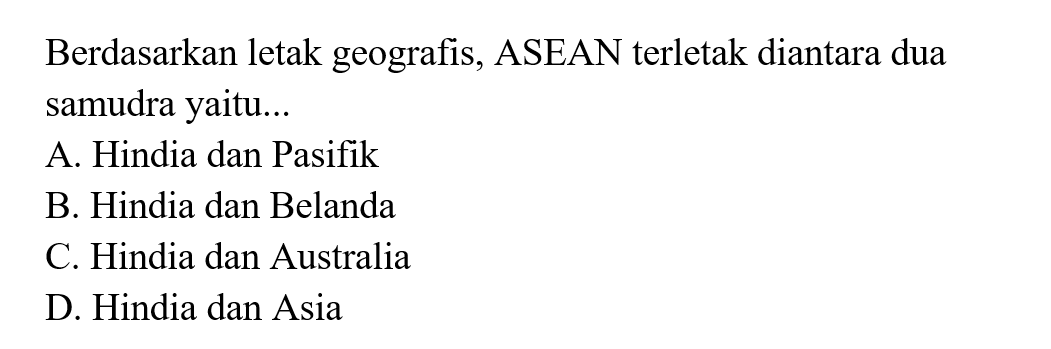 Berdasarkan letak geografis, ASEAN terletak diantara dua
samudra yaitu...
A. Hindia dan Pasifik
B. Hindia dan Belanda
C. Hindia dan Australia
D. Hindia dan Asia